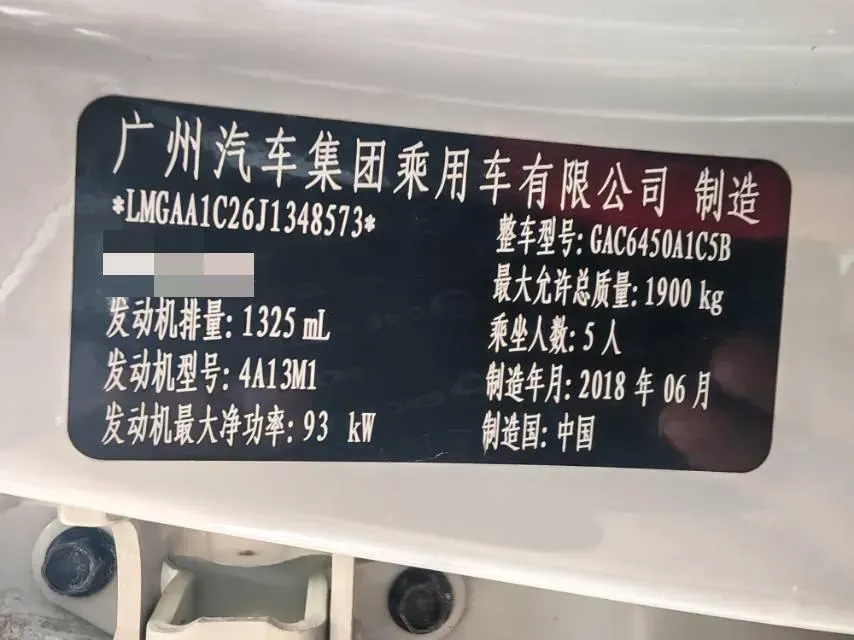 广州汽车集团乘用车有限公司 制造
*LMGAA1C26J1348573*
发动机排量: 1325 mL
发动机型号: 4A13M1
发动机最大净功率: 93 kW
整车型号: GAC6450A1C5B
最大允许总质量: 1900 kg
乘坐人数: 5 人
制造年月: 2018 年 06 月
制造国: 中国